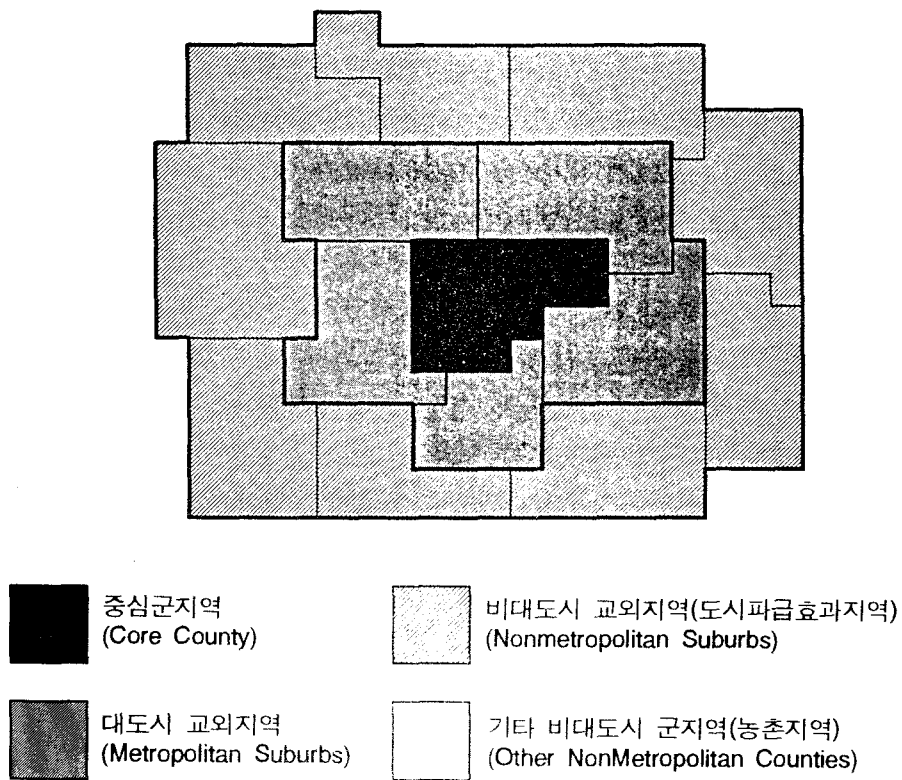 중심군지역
(Core County)
비대도시 교외지역(도시파급효과지역)
(Nonmetropolitan Suburbs)
대도시 교외지역
(Metropolitan Suburbs)
기타 비대도시 군지역(농촌지역)
(Other NonMetropolitan Counties)